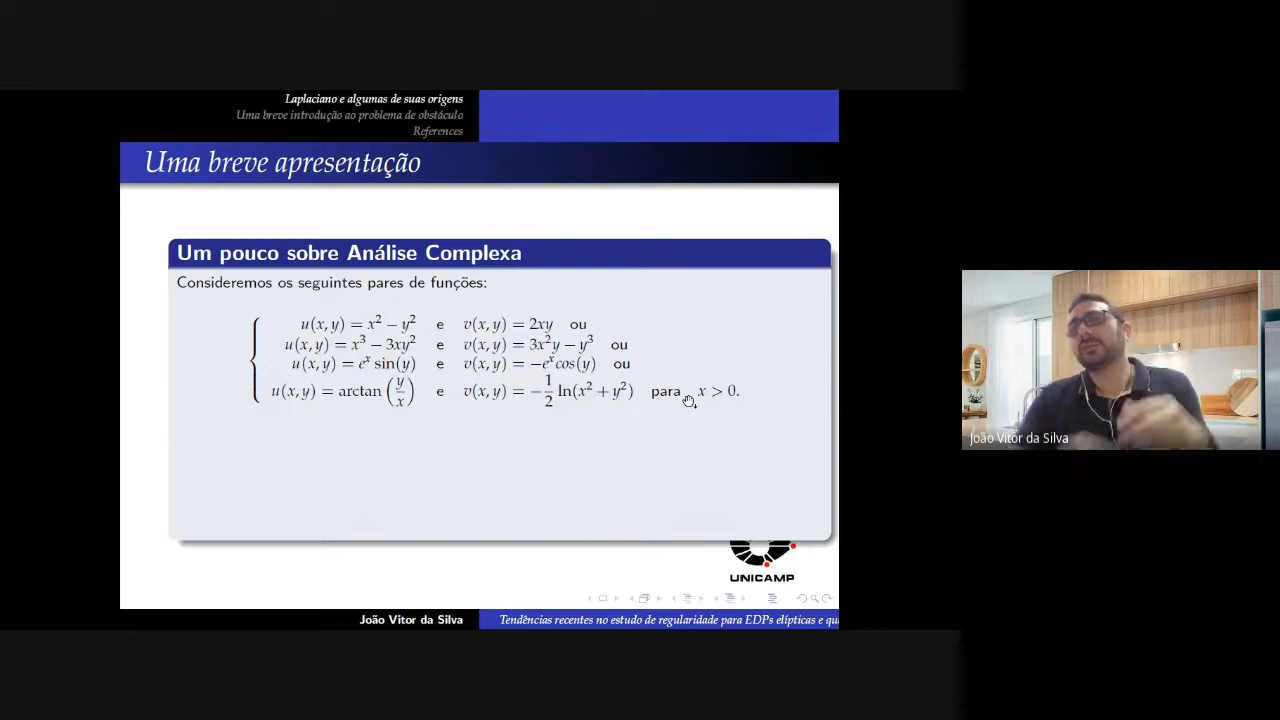 Laplaciano e algumas de suas origens
Uma breve introdução ao problema de obstáculo
References
Uma breve apresentação
Um pouco sobre Análise Complexa
Consideremos os seguintes pares de funções:
u(x, y) = x² − y² e v(x, y) = 2xy ou
u(x, y) = x³ − 3xy² e v(x, y) = 3x²y − y³ ou
u(x, y) = eˣ sin(y) e v(x, y) = −eˣcos(y) ou
u(x, y) = arctan (y/x) e v(x, y) = −1/2 ln(x² + y²) para x > 0.
UNICAMP
João Vitor da Silva
João Vitor da Silva Tendências recentes no estudo de regularidade para EDPs elípticas e qu